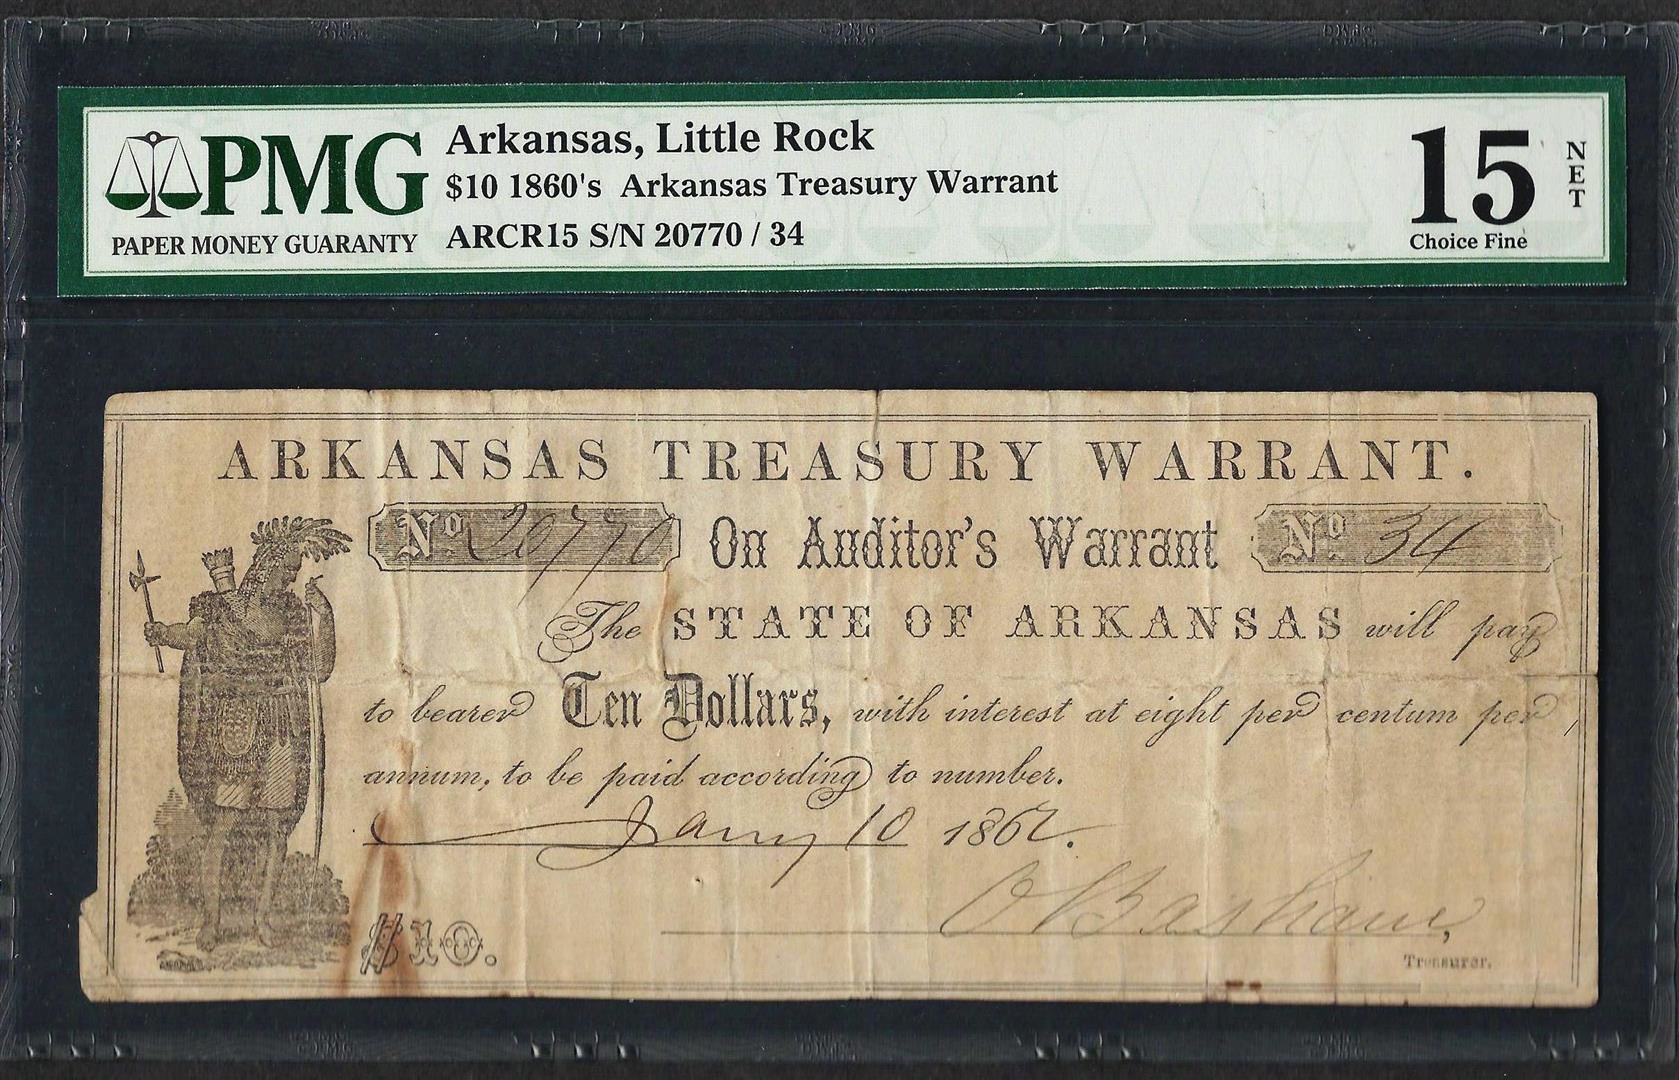 PMG
PAPER MONEY GUARANTY
Arkansas, Little Rock
$10 1860's Arkansas Treasury Warrant
ARCR15 S/N 20770 / 34
15
NET
Choice Fine
ARKANSAS TREASURY WARRANT.
No. 20770 On Auditor's Warrant No. 34
The STATE OF ARKANSAS will pay
to bearer Ten Dollars, with interest at eight per centum per
annum, to be paid according to number.
Jany 10 1862.
$10.
O Basham,
Treasurer.